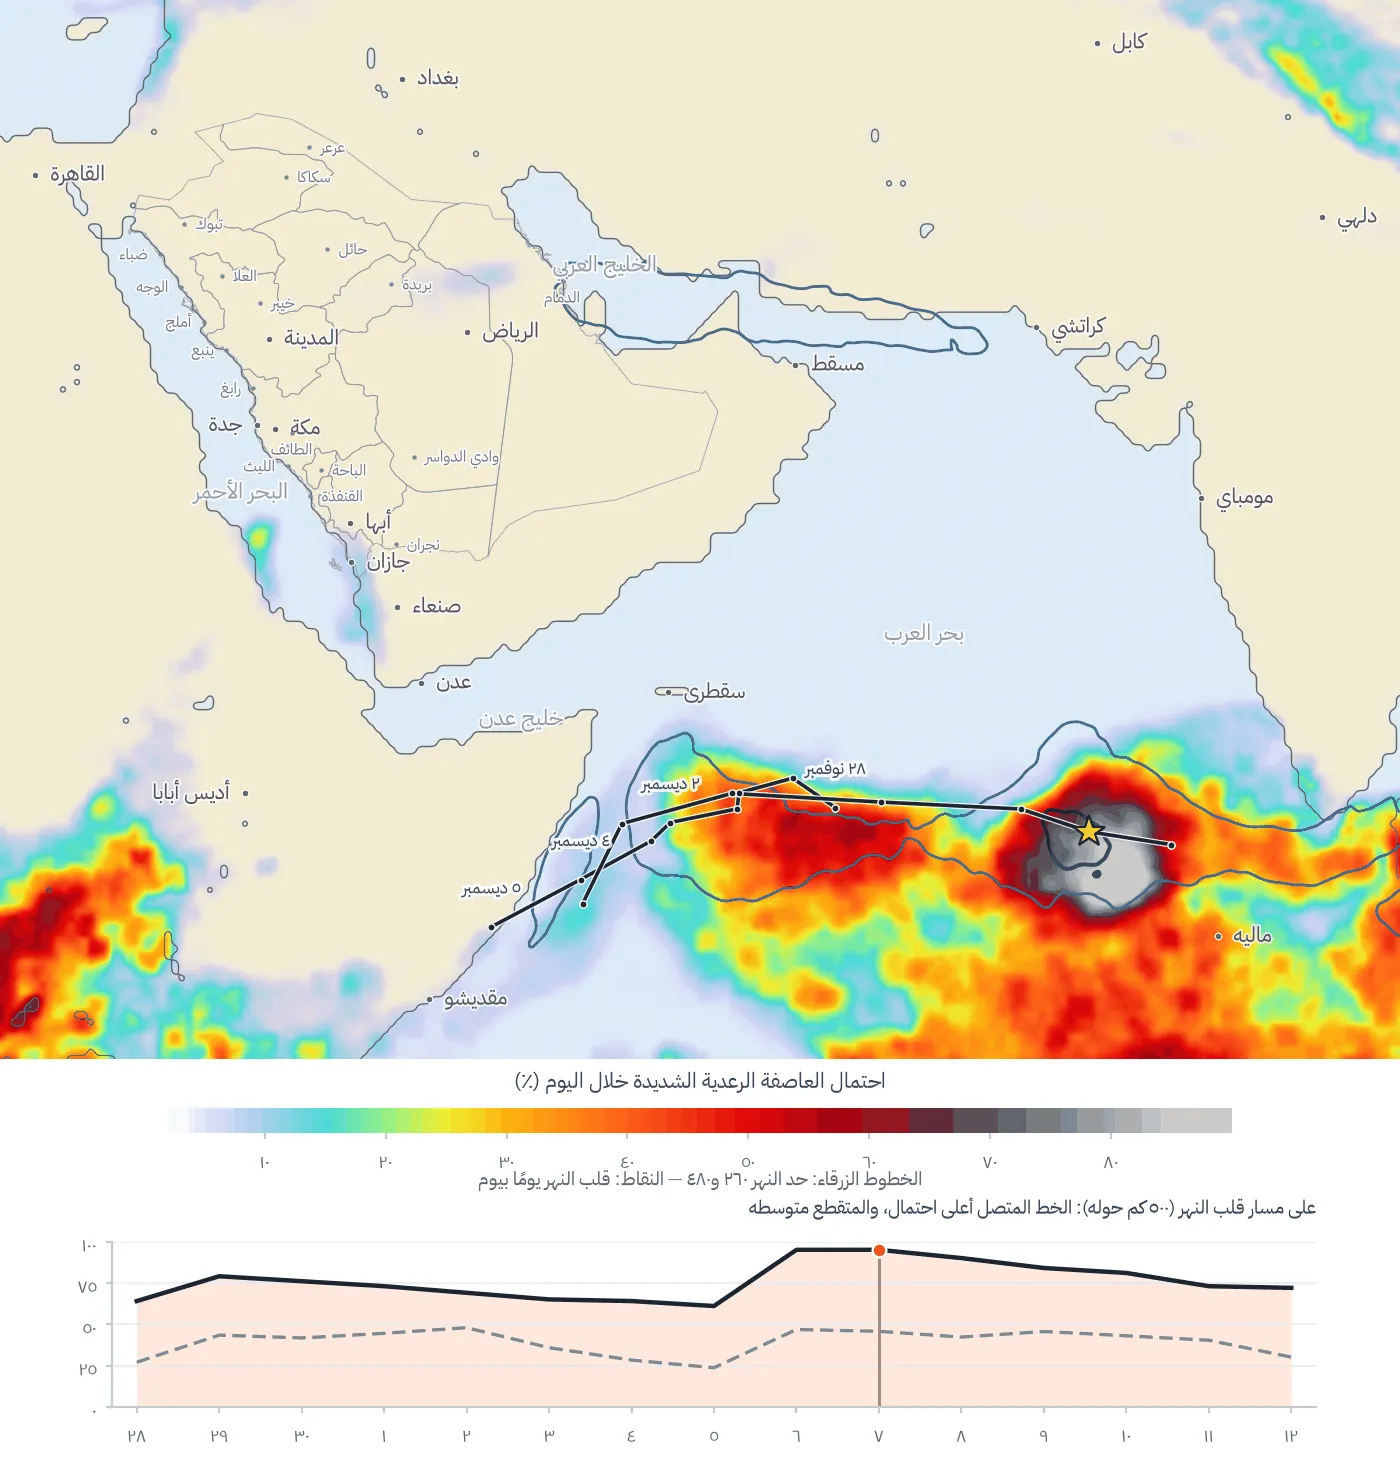 كابل
بغداد
عرعر
القاهرة
سكاكا
دلهي
تبوك
ضباء
حائل
الخليج العربي
العلا
الوجه
بريدة
الدمام
خيبر
أملج
كراتشي
الرياض
المدينة
ينبع
مسقط
رابغ
جدة
مكة
الطائف
وادي الدواسر
الليث
الباحة
البحر الأحمر
القنفذة
مومباي
أبها
نجران
جازان
صنعاء
بحر العرب
عدن
سقطرى
خليج عدن
٢٨ نوفمبر
٢ ديسمبر
أديس أبابا
٤ ديسمبر
٥ ديسمبر
ماليه
مقديشو
احتمال العاصفة الرعدية الشديدة خلال اليوم (٪)
١٠ ٢٠ ٣٠ ٤٠ ٥٠ ٦٠ ٧٠ ٨٠
الخطوط الزرقاء: حد النهر ٢٦٠ و٤٨٠ — النقاط: قلب النهر يومًا بيوم
على مسار قلب النهر (٥٠٠ كم حوله): الخط المتصل أعلى احتمال، والمتقطع متوسطه
١٠٠
٧٥
٥٠
٢٥
٠
٢٨ ٢٩ ٣٠ ١ ٢ ٣ ٤ ٥ ٦ ٧ ٨ ٩ ١٠ ١١ ١٢